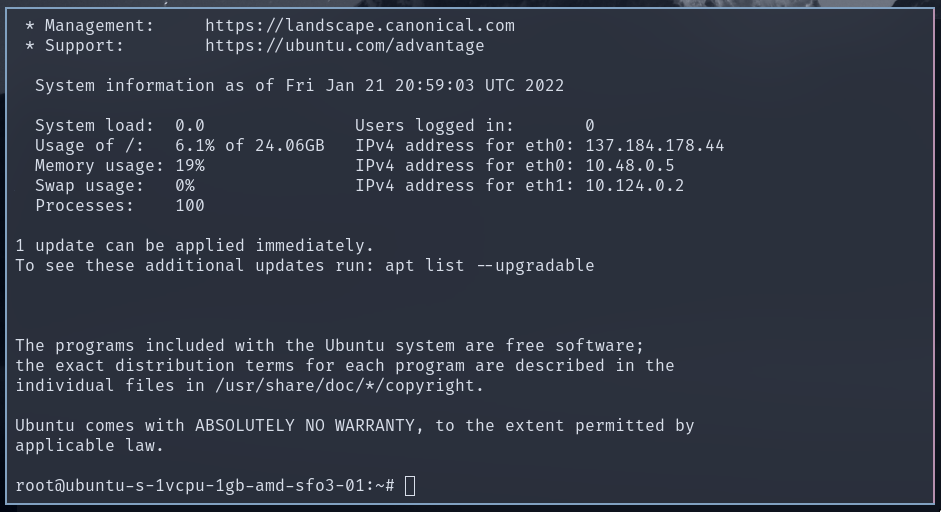 * Management:     https://landscape.canonical.com
* Support:        https://ubuntu.com/advantage
System information as of Fri Jan 21 20:59:03 UTC 2022
System load:  0.0               Users logged in:       0
Usage of /:   6.1% of 24.06GB   IPv4 address for eth0: 137.184.178.44
Memory usage: 19%               IPv4 address for eth0: 10.48.0.5
Swap usage:   0%                IPv4 address for eth1: 10.124.0.2
Processes:    100
1 update can be applied immediately.
To see these additional updates run: apt list --upgradable
The programs included with the Ubuntu system are free software;
the exact distribution terms for each program are described in the
individual files in /usr/share/doc/*/copyright.
Ubuntu comes with ABSOLUTELY NO WARRANTY, to the extent permitted by
applicable law.
root@ubuntu-s-1vcpu-1gb-amd-sfo3-01:~#